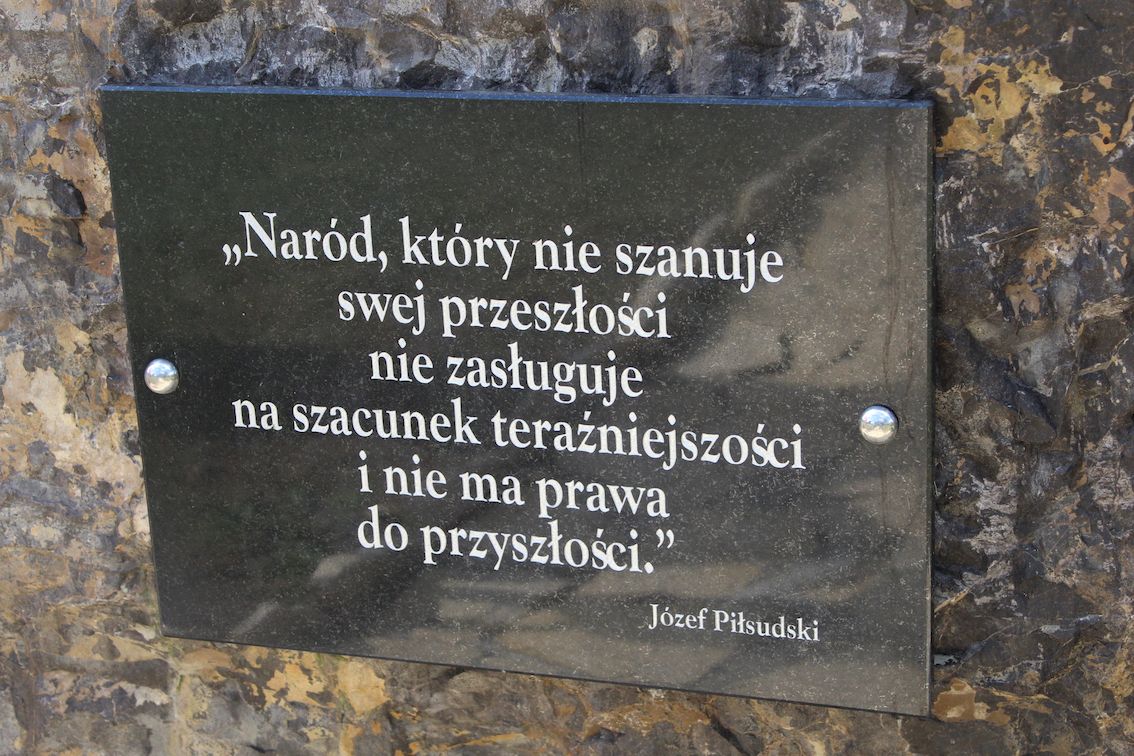 „Naród, który nie szanuje
swej przeszłości
nie zasługuje
na szacunek teraźniejszości
i nie ma prawa
do przyszłości.”
Józef Piłsudski